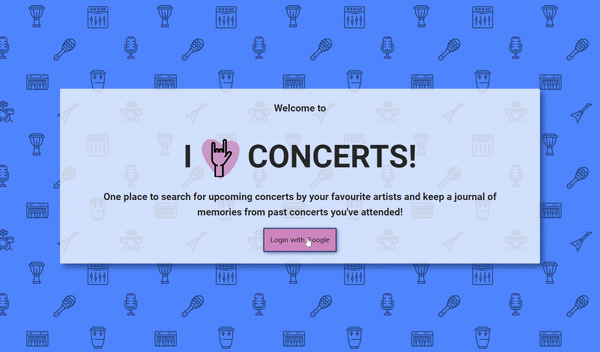 Welcome to
I CONCERTS!
One place to search for upcoming concerts by your favourite artists and keep a journal of
memories from past concerts you've attended!
Login with Google